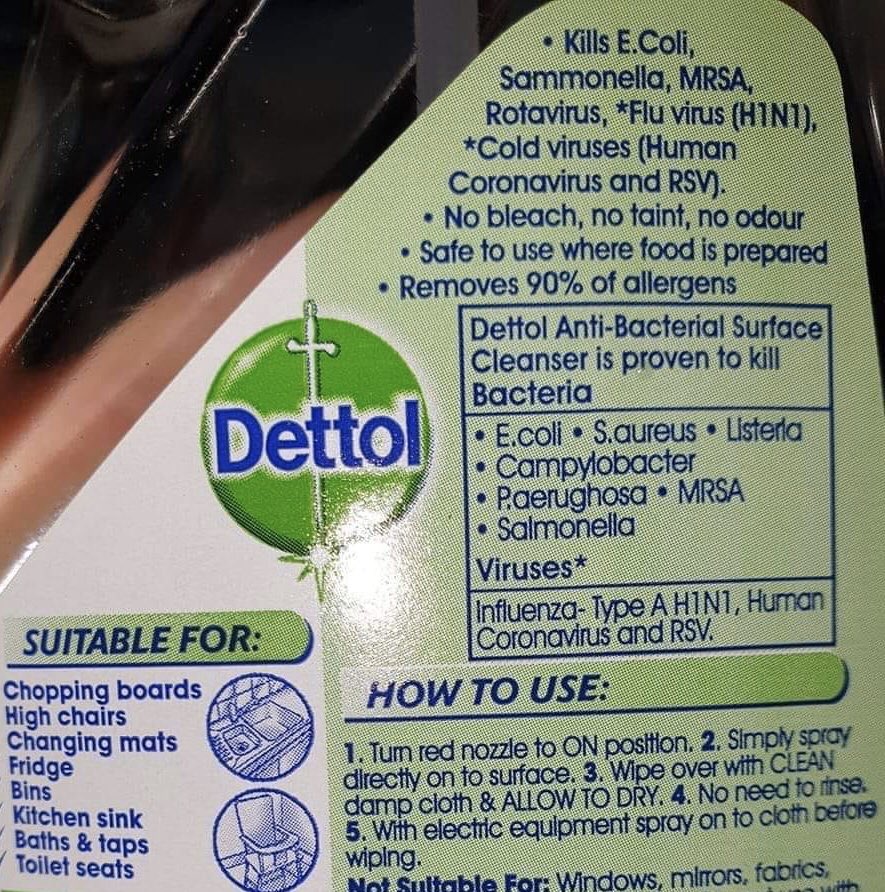 • Kills E.Coli,
Sammonella, MRSA,
Rotavirus, *Flu virus (H1N1),
*Cold viruses (Human
Coronavirus and RSV).
• No bleach, no taint, no odour
• Safe to use where food is prepared
• Removes 90% of allergens
Dettol Anti-Bacterial Surface
Cleanser is proven to kill
Bacteria
• E.coli • S.aureus • Listeria
• Campylobacter
• P.aerughosa • MRSA
• Salmonella
Viruses*
Influenza- Type A H1N1, Human
Coronavirus and RSV.
Dettol
SUITABLE FOR:
Chopping boards
High chairs
Changing mats
Fridge
Bins
Kitchen sink
Baths & taps
Toilet seats
HOW TO USE:
1. Turn red nozzle to ON position. 2. Simply spray
directly on to surface. 3. Wipe over with CLEAN
damp cloth & ALLOW TO DRY. 4. No need to rinse.
5. With electric equipment spray on to cloth before
wiping.
Not Suitable For: Windows, mirrors, fabrics,
with